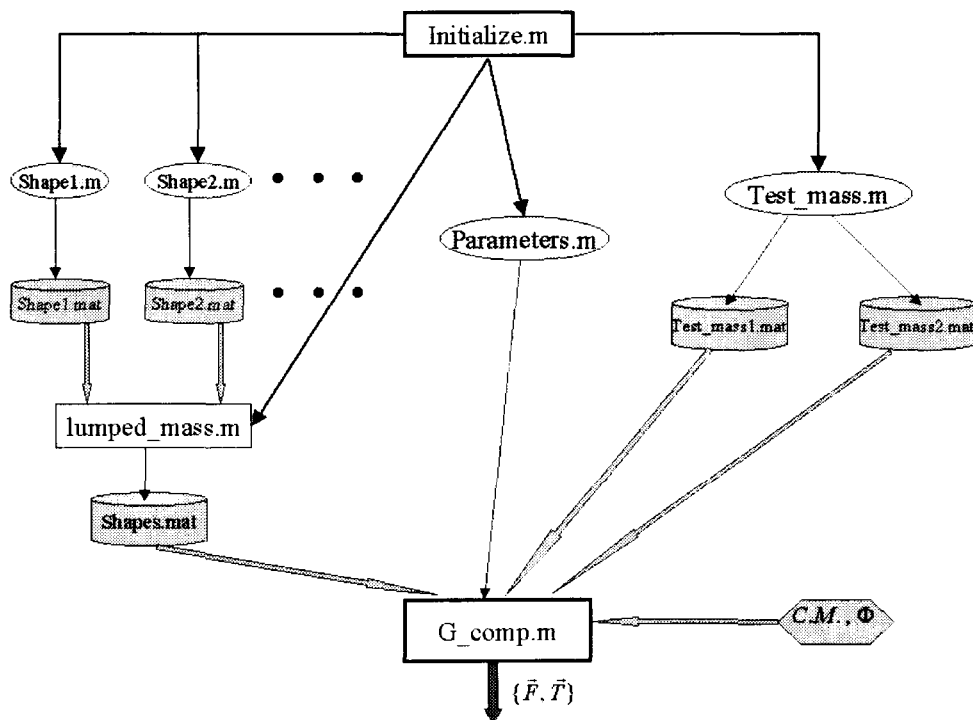 Initialize.m
Shape1.m
Shape2.m
Test_mass.m
Parameters.m
Shape1.mat
Shape2.mat
Test_mass1.mat
Test_mass2.mat
lumped_mass.m
Shapes.mat
G_comp.m
C.M., Φ
{F⃗, T⃗}